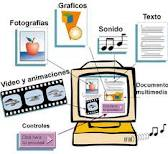 Graficos
Fotografías
Sonido
Texto
Video y animaciones
Documento
multimedia
Controles